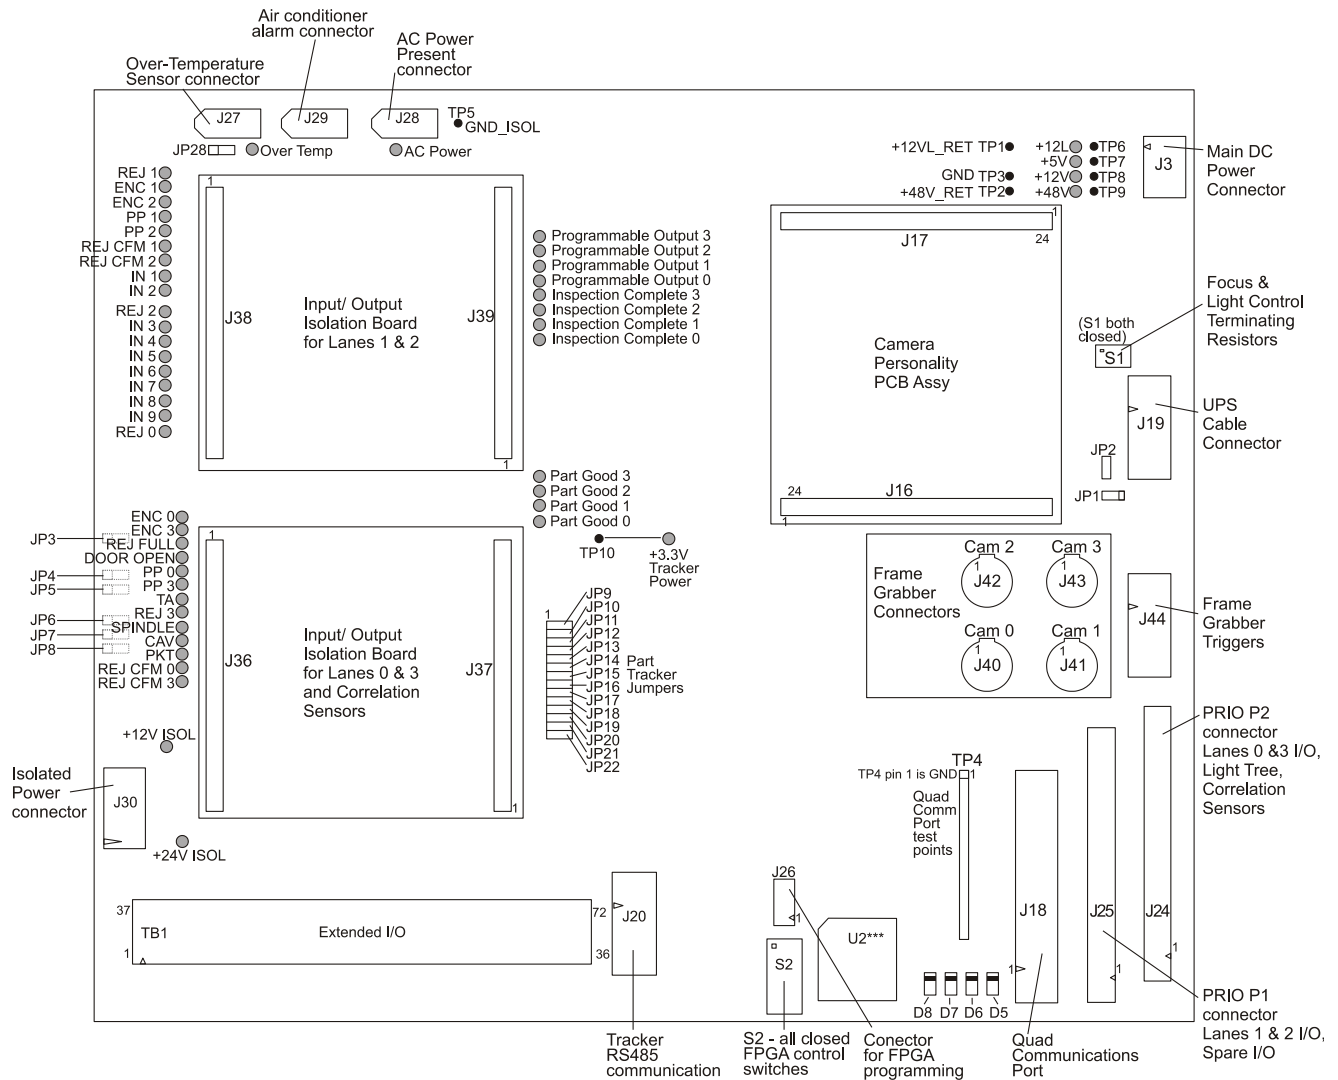 Air conditioner
alarm connector
AC Power
Present
connector
Over-Temperature
Sensor connector
J27
J29
J28
TP5
GND_ISOL
JP28
Over Temp
AC Power
+12VL_RET TP1
+12L
TP6
+5V
TP7
GND TP3
+12V
TP8
+48V_RET TP2
+48V
TP9
J3
Main DC
Power
Connector
REJ 1
ENC 1
ENC 2
PP 1
PP 2
REJ CFM 1
REJ CFM 2
IN 1
IN 2
REJ 2
IN 3
IN 4
IN 5
IN 6
IN 7
IN 8
IN 9
REJ 0
1
J38
Input/ Output
Isolation Board
for Lanes 1 & 2
J39
1
Programmable Output 3
Programmable Output 2
Programmable Output 1
Programmable Output 0
Inspection Complete 3
Inspection Complete 2
Inspection Complete 1
Inspection Complete 0
1
J17
24
Camera
Personality
PCB Assy
24
J16
1
Focus &
Light Control
Terminating
Resistors
(S1 both
closed)
S1
J19
UPS
Cable
Connector
JP2
JP1
Part Good 3
Part Good 2
Part Good 1
Part Good 0
TP10
+3.3V
Tracker
Power
ENC 0
ENC 3
REJ FULL
DOOR OPEN
PP 0
PP 3
TA
REJ 3
SPINDLE
CAV
PKT
REJ CFM 0
REJ CFM 3
JP3
JP4
JP5
JP6
JP7
JP8
1
J36
Input/ Output
Isolation Board
for Lanes 0 & 3
and Correlation
Sensors
J37
1
1
JP9
JP10
JP11
JP12
JP13
JP14
JP15
JP16
JP17
JP18
JP19
JP20
JP21
JP22
Part
Tracker
Jumpers
Frame
Grabber
Connectors
Cam 2
1
J42
Cam 3
1
J43
Cam 0
1
J40
Cam 1
1
J41
J44
Frame
Grabber
Triggers
+12V ISOL
Isolated
Power
connector
J30
+24V ISOL
TP4
TP4 pin 1 is GND
1
Quad
Comm
Port
test
points
PRIO P2
connector
Lanes 0 &3 I/O,
Light Tree,
Correlation
Sensors
37
TB1
1
Extended I/O
72
36
J20
J26
1
S2
U2***
J18
1
J25
1
J24
1
D8
D7
D6
D5
Tracker
RS485
communication
S2 - all closed
FPGA control
switches
Conector
for FPGA
programming
Quad
Communications
Port
PRIO P1
connector
Lanes 1 & 2 I/O,
Spare I/O